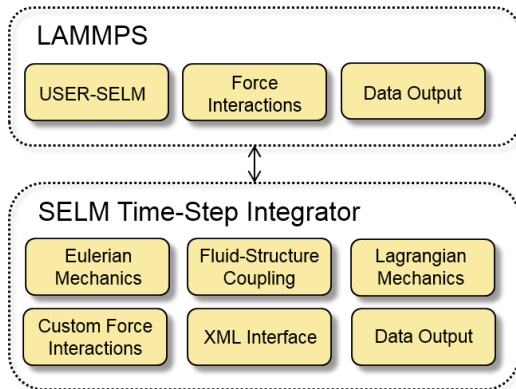 LAMMPS
USER-SELM
Force
Interactions
Data Output
SELM Time-Step Integrator
Eulerian
Mechanics
Fluid-Structure
Coupling
Lagrangian
Mechanics
Custom Force
Interactions
XML Interface
Data Output